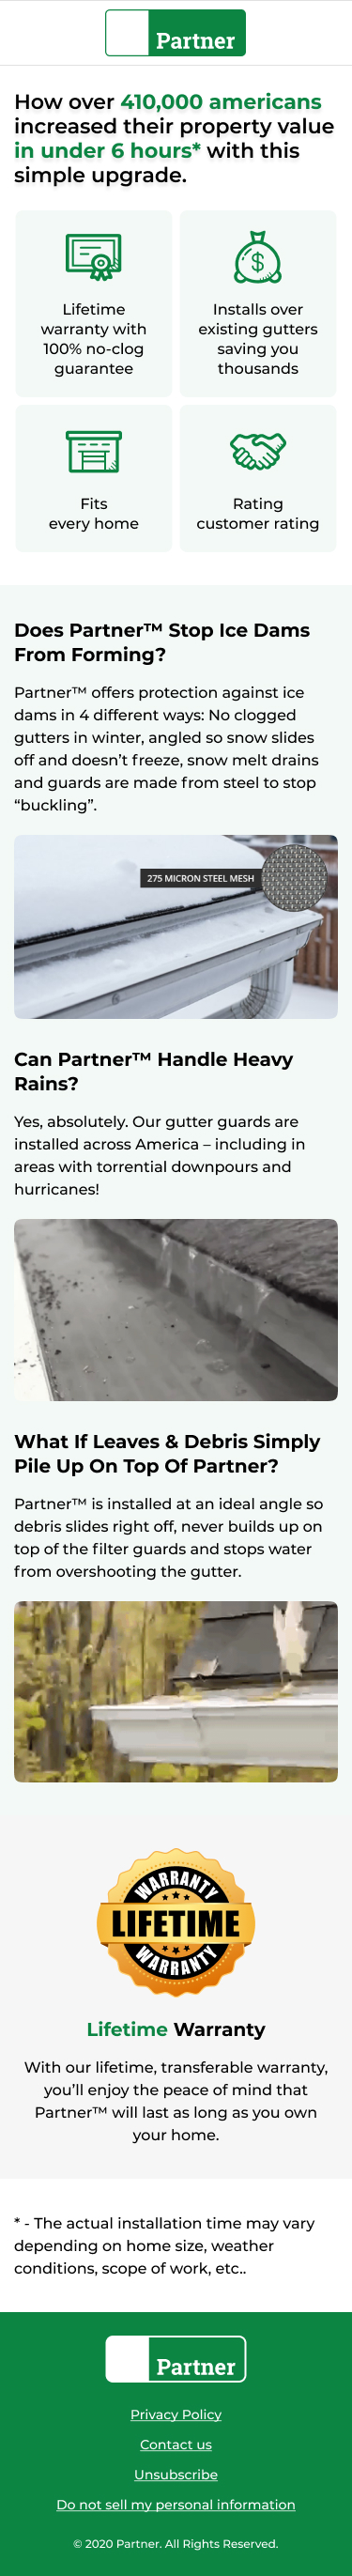 Partner
How over 410,000 americans
increased their property value
in under 6 hours* with this
simple upgrade.
Lifetime
warranty with
100% no-clog
guarantee
Installs over
existing gutters
saving you
thousands
Fits
every home
Rating
customer rating
Does Partner™ Stop Ice Dams
From Forming?
Partner™ offers protection against ice
dams in 4 different ways: No clogged
gutters in winter, angled so snow slides
off and doesn’t freeze, snow melt drains
and guards are made from steel to stop
“buckling”.
275 MICRON STEEL MESH
Can Partner™ Handle Heavy
Rains?
Yes, absolutely. Our gutter guards are
installed across America – including in
areas with torrential downpours and
hurricanes!
What If Leaves & Debris Simply
Pile Up On Top Of Partner?
Partner™ is installed at an ideal angle so
debris slides right off, never builds up on
top of the filter guards and stops water
from overshooting the gutter.
WARRANTY
LIFETIME
WARRANTY
Lifetime Warranty
With our lifetime, transferable warranty,
you’ll enjoy the peace of mind that
Partner™ will last as long as you own
your home.
* - The actual installation time may vary
depending on home size, weather
conditions, scope of work, etc..
Partner
Privacy Policy
Contact us
Unsubscribe
Do not sell my personal information
© 2020 Partner. All Rights Reserved.